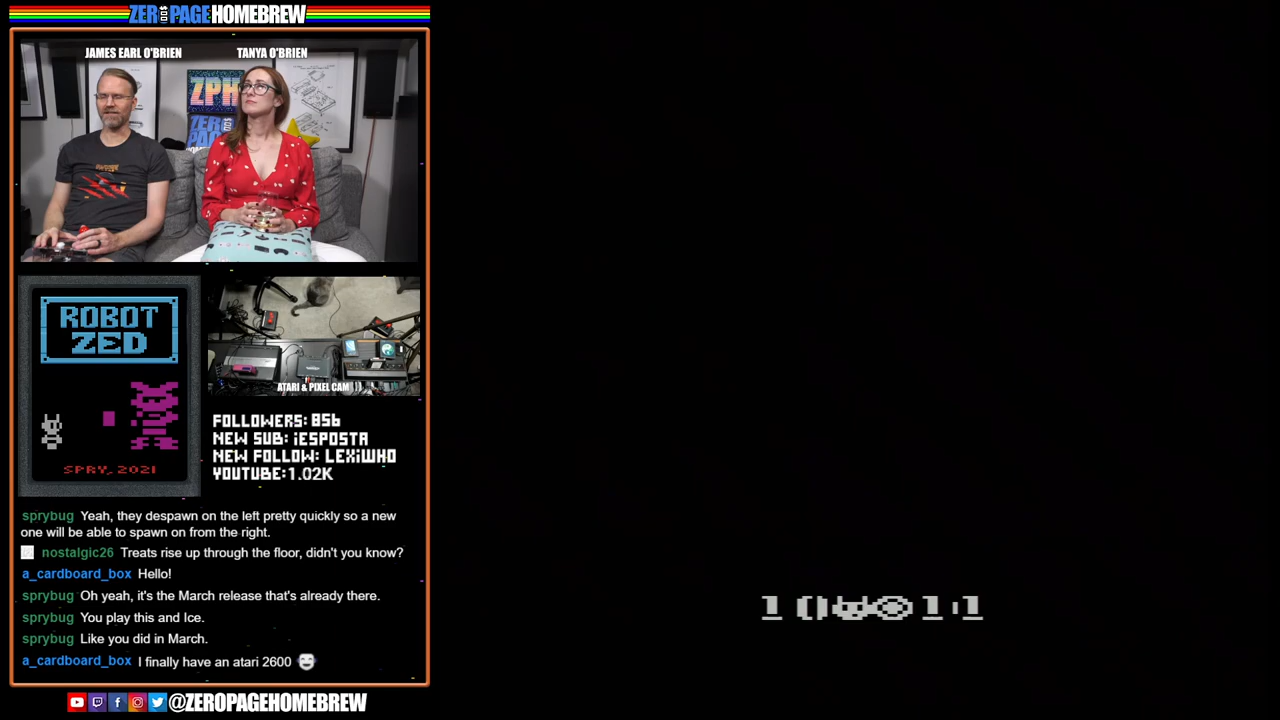 ZEROPAGEHOMEBREW
JAMES EARL O'BRIEN
TANYA O'BRIEN
ZPH
ROBOT
ZED
SPRY, 2021
ATARI & PIXEL CAM
FOLLOWERS: 856
NEW SUB: IESPOSTA
NEW FOLLOW: LEXIWHO
YOUTUBE:1.02K
sprybug Yeah, they despawn on the left pretty quickly so a new
one will be able to spawn on from the right.
nostalgic26 Treats rise up through the floor, didn't you know?
a_cardboard_box Hello!
sprybug Oh yeah, it's the March release that's already there.
sprybug You play this and Ice.
sprybug Like you did in March.
a_cardboard_box I finally have an atari 2600
@ZEROPAGEHOMEBREW